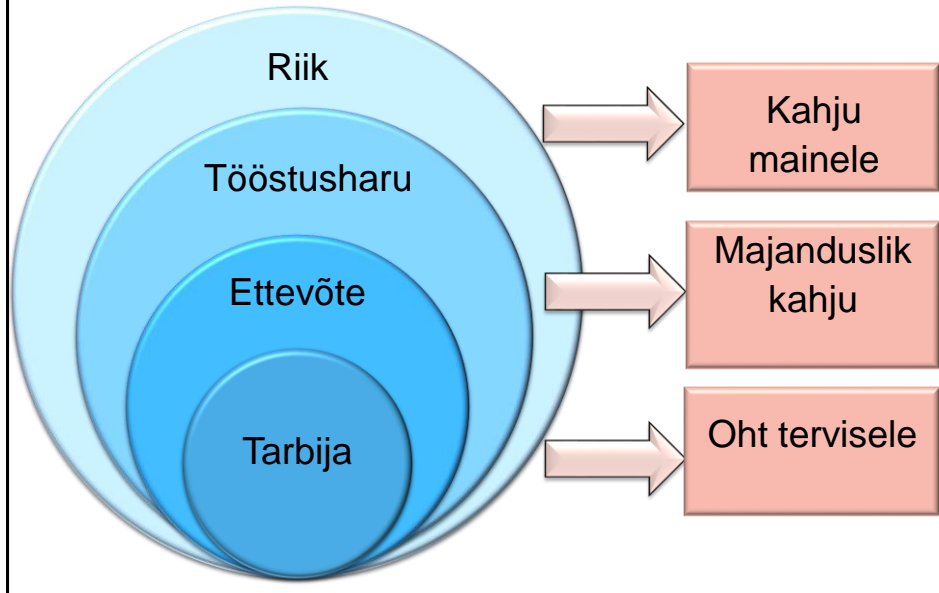 Riik
Tööstusharu
Ettevõte
Tarbija
Kahju
mainele
Majanduslik
kahju
Oht tervisele